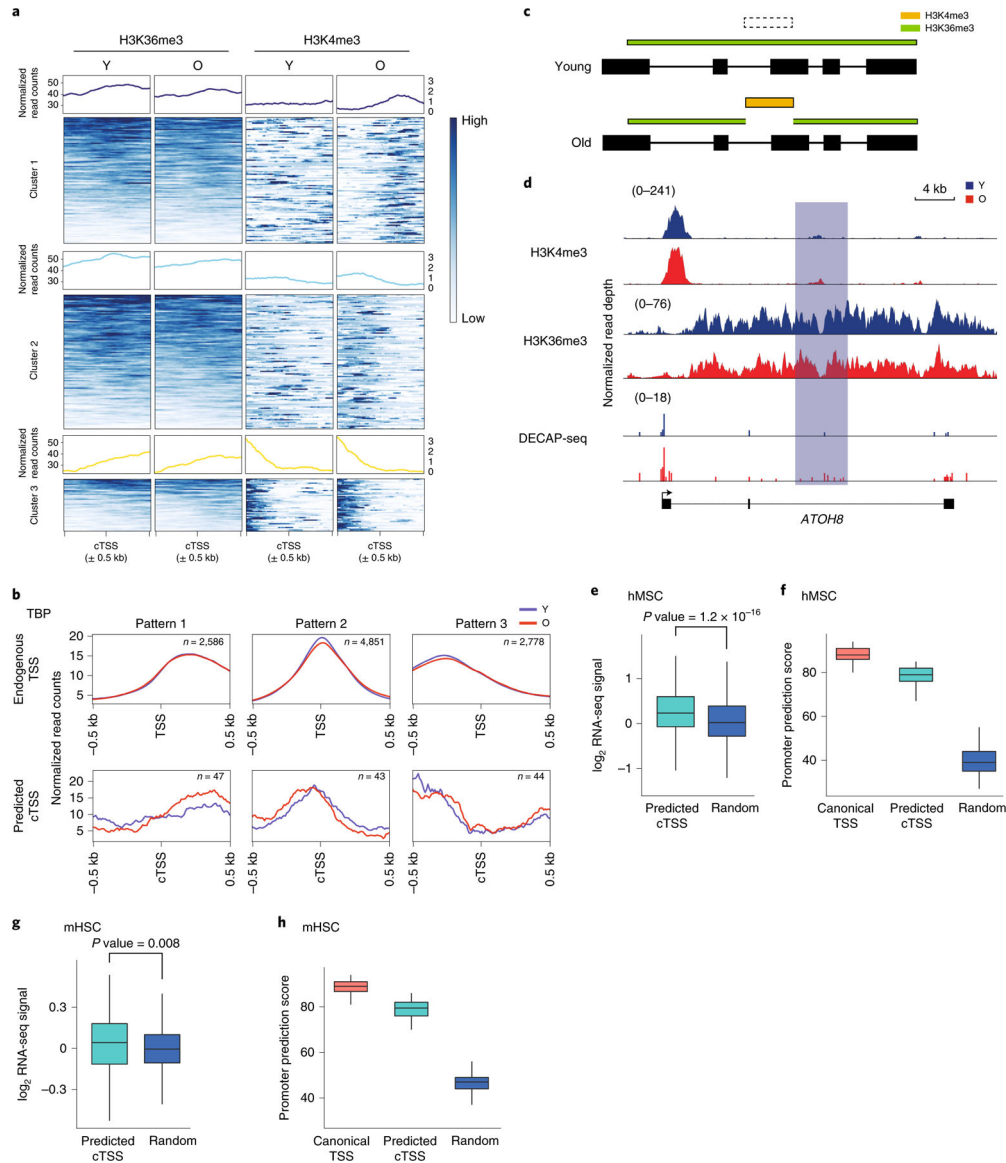 a
H3K36me3
H3K4me3
Y
O
Y
O
Normalized
read counts
50
40
30
3
2
1
0
Cluster 1
High
Low
Normalized
read counts
50
40
30
3
2
1
0
Cluster 2
Normalized
read counts
50
40
30
3
2
1
0
Cluster 3
cTSS
(± 0.5 kb)
cTSS
(± 0.5 kb)
cTSS
(± 0.5 kb)
cTSS
(± 0.5 kb)
b
TBP
Y
O
Pattern 1
Pattern 2
Pattern 3
Endogenous
TSS
Predicted
cTSS
Normalized read counts
20
15
10
5
n = 2,586
n = 4,851
n = 2,778
–0.5 kb
TSS
0.5 kb
–0.5 kb
TSS
0.5 kb
–0.5 kb
TSS
0.5 kb
20
15
10
5
n = 47
n = 43
n = 44
–0.5 kb
cTSS
0.5 kb
–0.5 kb
cTSS
0.5 kb
–0.5 kb
cTSS
0.5 kb
c
H3K4me3
H3K36me3
Young
Old
d
(0–241)
4 kb
Y
O
H3K4me3
(0–76)
H3K36me3
(0–18)
DECAP-seq
Normalized read depth
ATOH8
e
hMSC
P value = 1.2 × 10–16
log2 RNA-seq signal
1
0
–1
Predicted
cTSS
Random
f
hMSC
Promoter prediction score
80
60
40
Canonical
TSS
Predicted
cTSS
Random
g
mHSC
P value = 0.008
log2 RNA-seq signal
0.3
0
–0.3
Predicted
cTSS
Random
h
mHSC
Promoter prediction score
80
60
40
Canonical
TSS
Predicted
cTSS
Random